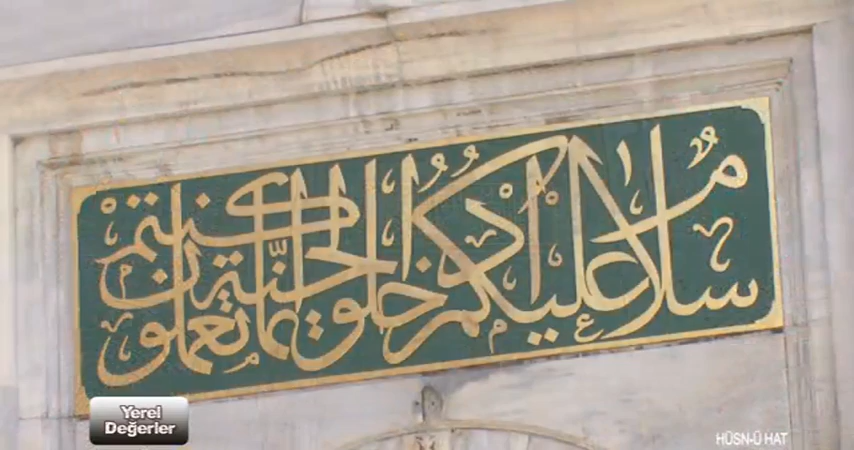 سلام عليكم ادخلوا الجنة بما كنتم تعملون
Yerel
Değerler
HÜSN-Ü HAT